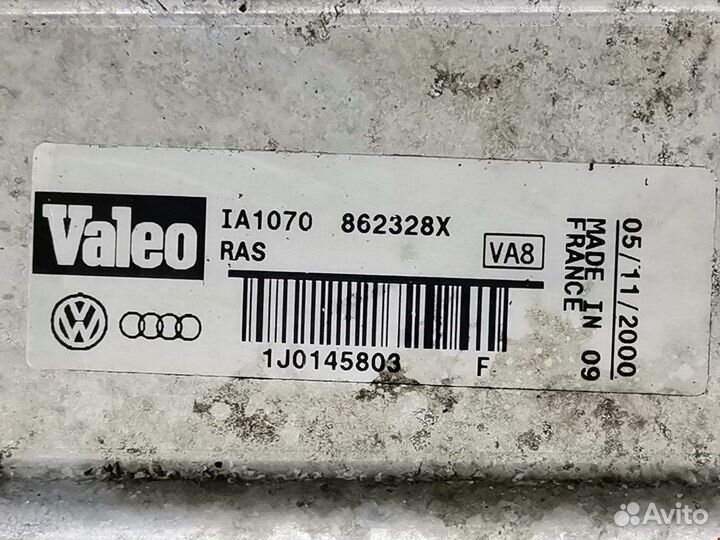 Valeo
IA1070 862328X
RAS
VA8
1J0145803 F
05/11/2000
MADE IN 09
FRANCE
Avito